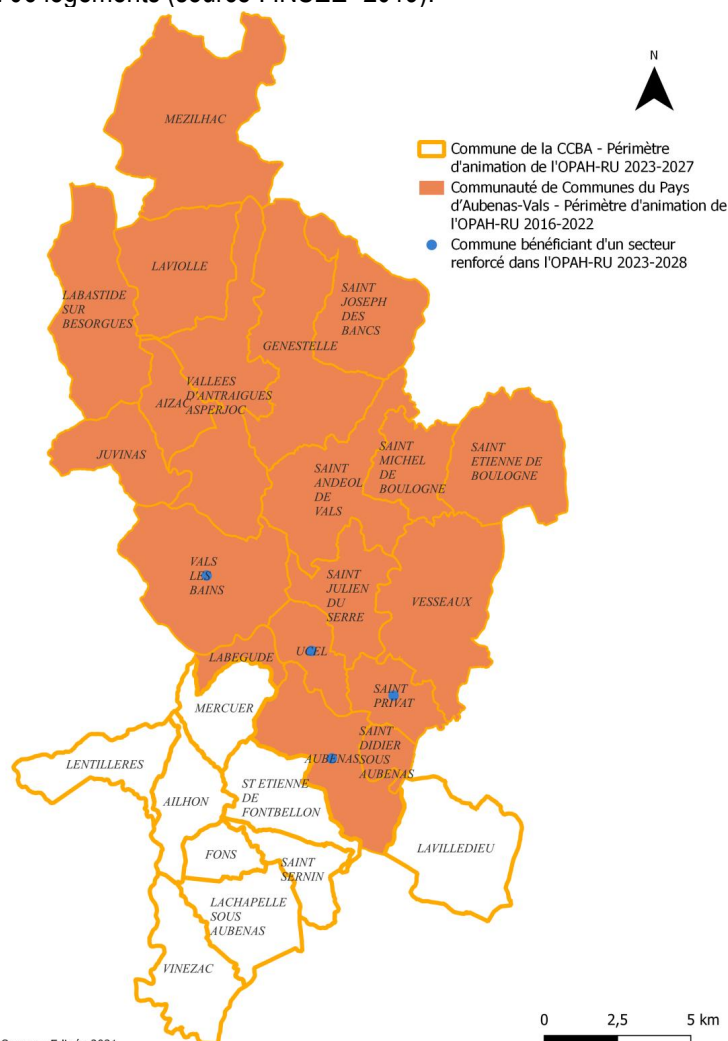 logements (source : INSEE 2018).
N
Commune de la CCBA - Périmètre
d'animation de l'OPAH-RU 2023-2027
Communauté de Communes du Pays
d’Aubenas-Vals - Périmètre d'animation de
l'OPAH-RU 2016-2022
Commune bénéficiant d'un secteur
renforcé dans l'OPAH-RU 2023-2028
MEZILHAC
LAVIOLLE
LABASTIDE
SUR
BESORGUES
SAINT
JOSEPH
DES
BANCS
GENESTELLE
VALLEES
D'ANTRAIGUES
ASPERJOC
AIZAC
JUVINAS
SAINT
MICHEL
DE
BOULOGNE
SAINT
ETIENNE DE
BOULOGNE
SAINT
ANDEOL
DE
VALS
VALS
LES
BAINS
SAINT
JULIEN
DU
SERRE
VESSEAUX
UCEL
LABEGUDE
SAINT
PRIVAT
MERCUER
SAINT
DIDIER
SOUS
AUBENAS
AUBENAS
LENTILLERES
AILHON
ST ETIENNE
DE
FONTBELLON
LAVILLEDIEU
FONS
SAINT
SERNIN
LACHAPELLE
SOUS
AUBENAS
VINEZAC
0 2,5 5 km